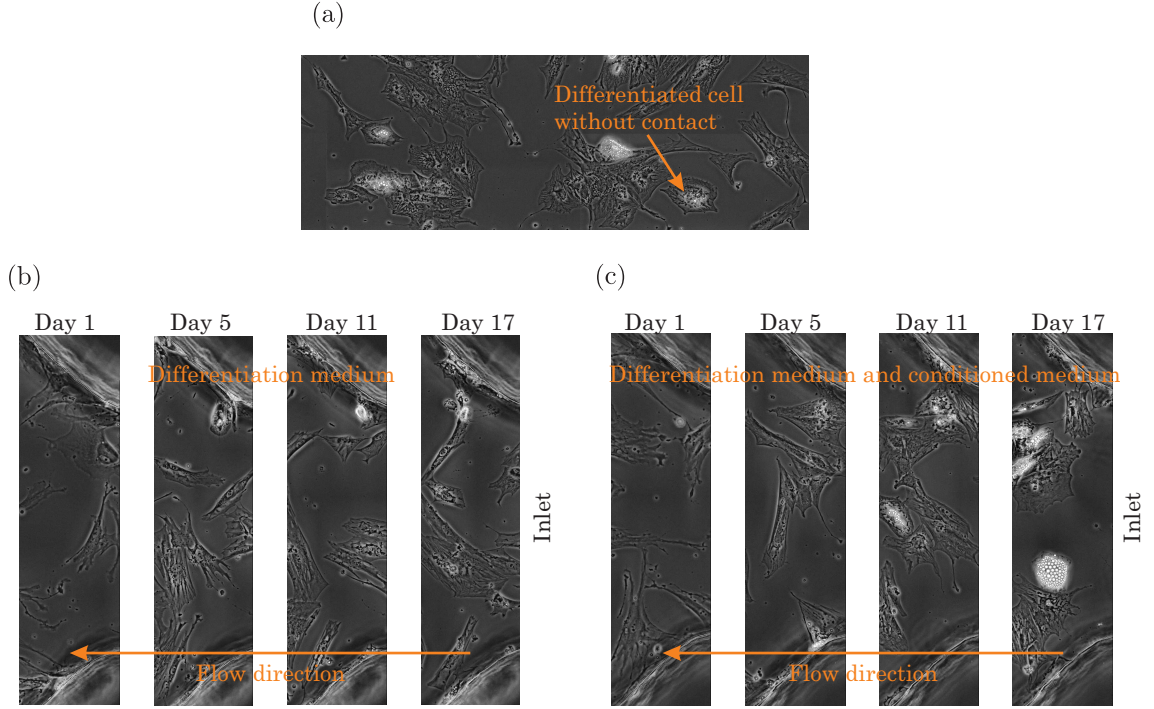 (a)
Differentiated cell
without contact
(b)
Day 1
Day 5
Day 11
Day 17
Differentiation medium
Inlet
Flow direction
(c)
Day 1
Day 5
Day 11
Day 17
Differentiation medium and conditioned medium
Inlet
Flow direction